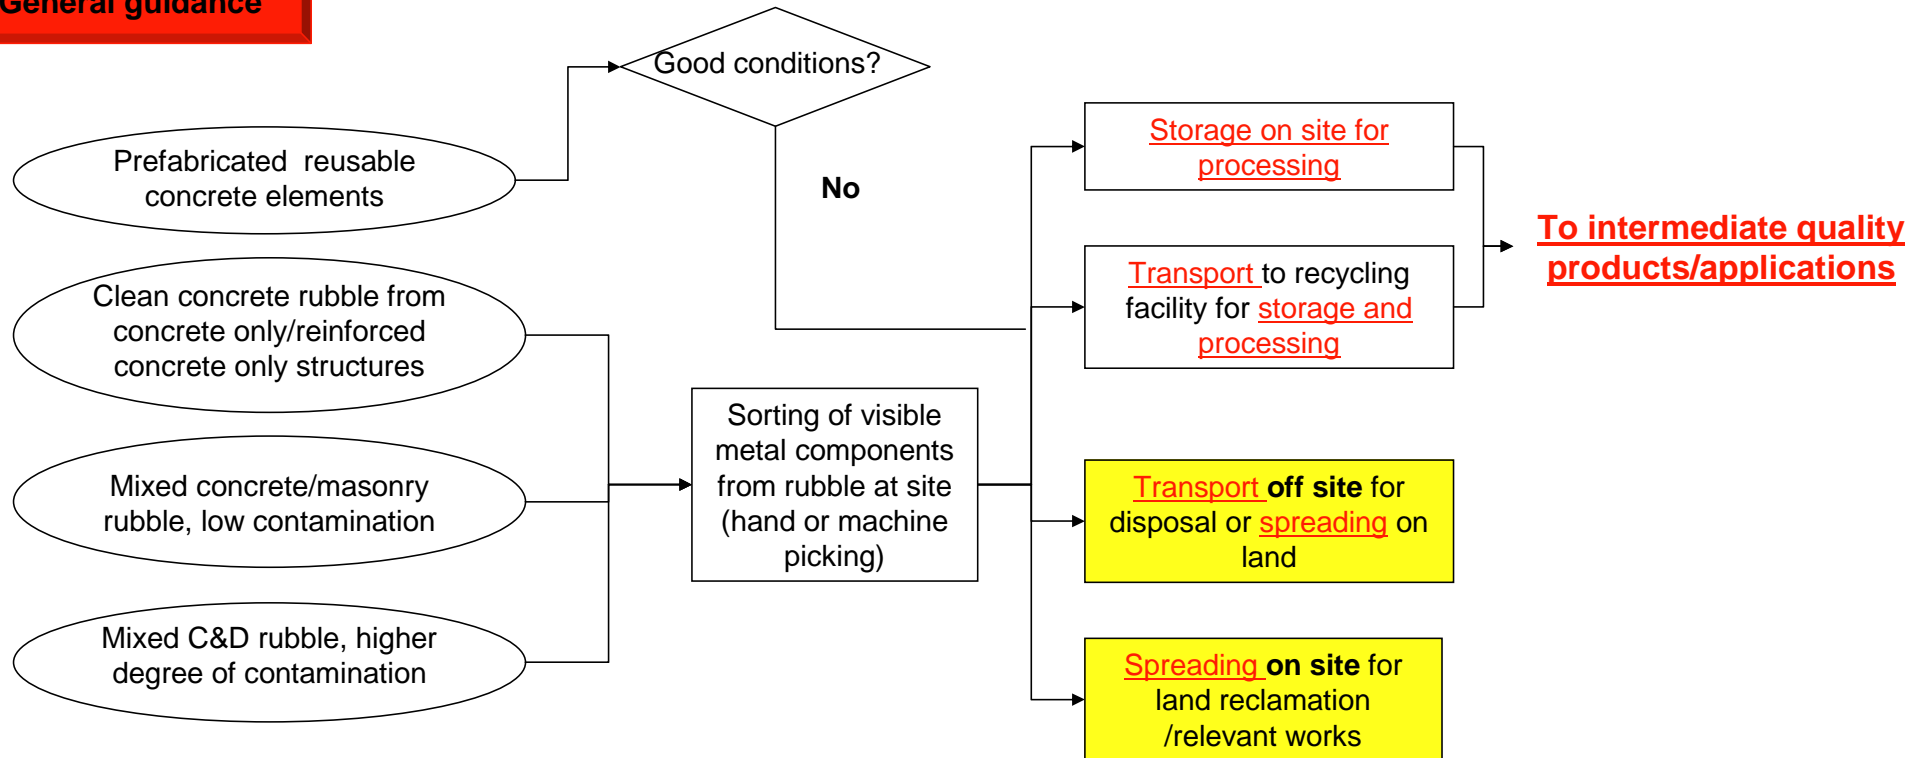 General guidance
Good conditions?
Prefabricated reusable
concrete elements
No
Storage on site for
processing
To intermediate quality
products/applications
Clean concrete rubble from
concrete only/reinforced
concrete only structures
Transport to recycling
facility for storage and
processing
Sorting of visible
metal components
from rubble at site
(hand or machine
picking)
Mixed concrete/masonry
rubble, low contamination
Transport off site for
disposal or spreading on
land
Mixed C&D rubble, higher
degree of contamination
Spreading on site for
land reclamation
/relevant works